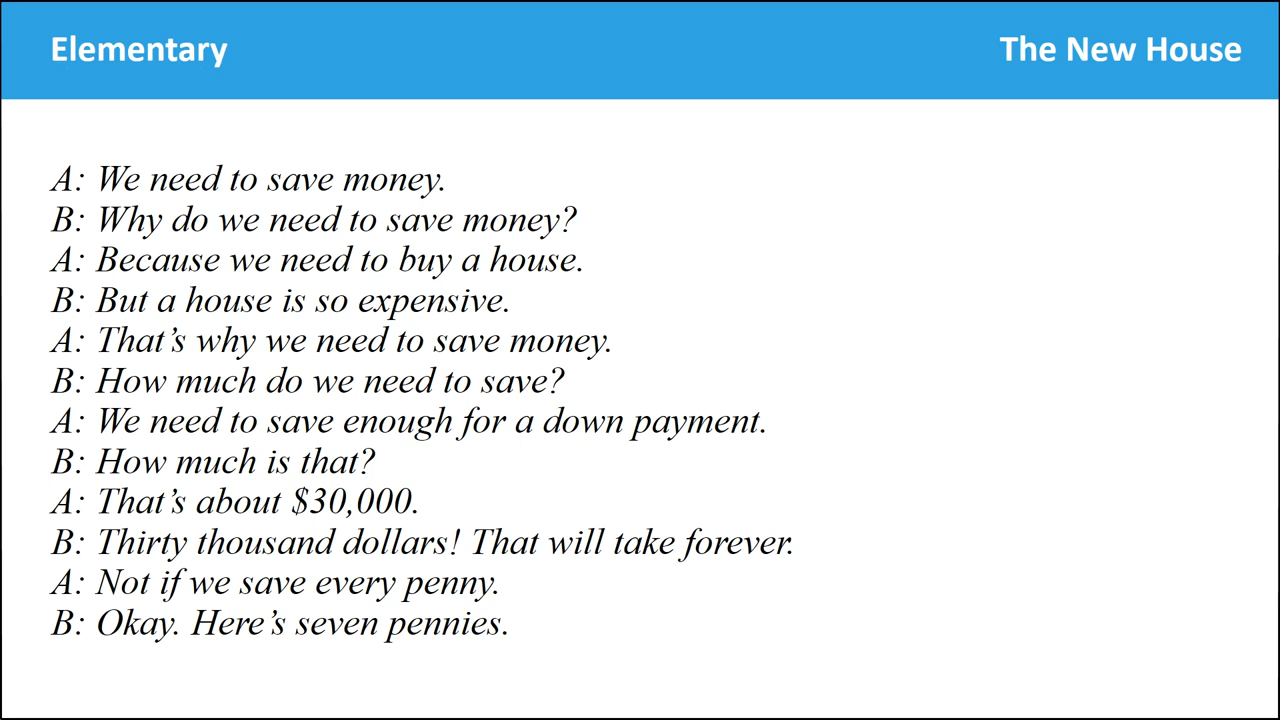 Elementary
The New House
A: We need to save money.
B: Why do we need to save money?
A: Because we need to buy a house.
B: But a house is so expensive.
A: That’s why we need to save money.
B: How much do we need to save?
A: We need to save enough for a down payment.
B: How much is that?
A: That’s about $30,000.
B: Thirty thousand dollars! That will take forever.
A: Not if we save every penny.
B: Okay. Here’s seven pennies.